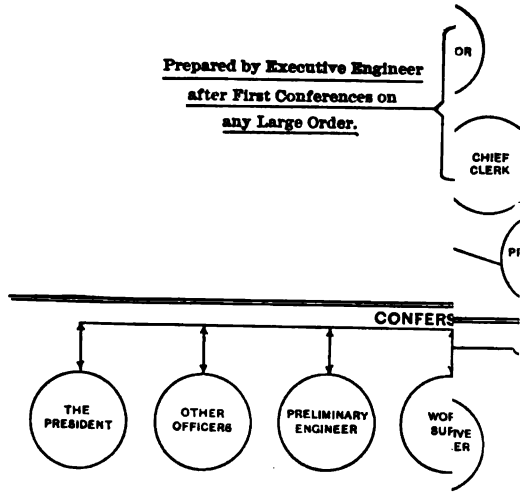 OR
Prepared by Executive Engineer
after First Conferences on
any Large Order.
CHIEF
CLERK
CONFERS
THE
PRESIDENT
OTHER
OFFICERS
PRELIMINARY
ENGINEER